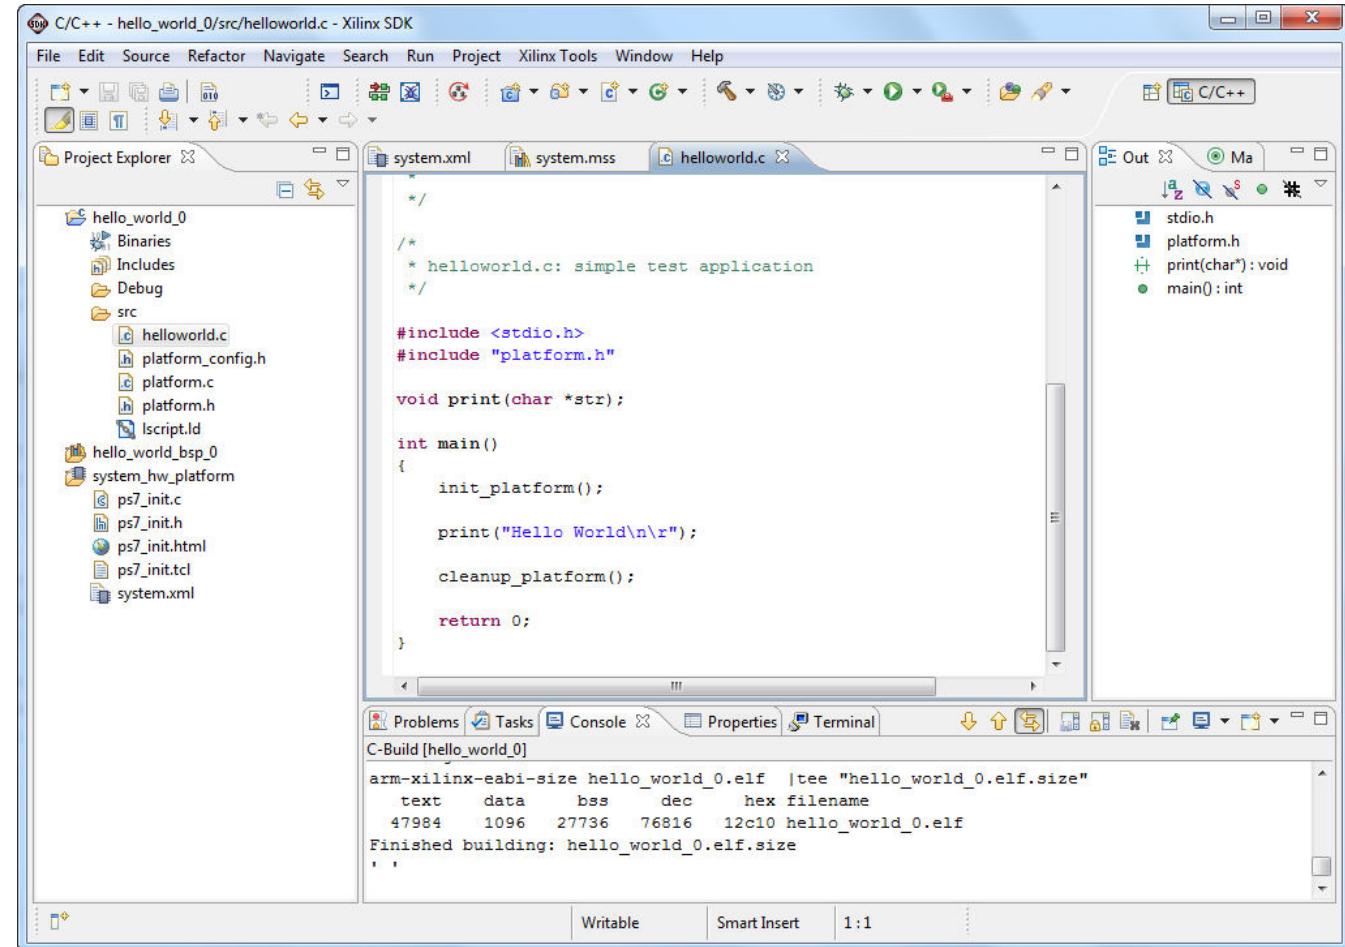 C/C++ - hello_world_0/src/helloworld.c - Xilinx SDK
File Edit Source Refactor Navigate Search Run Project Xilinx Tools Window Help
C/C++
Project Explorer
hello_world_0
Binaries
Includes
Debug
src
helloworld.c
platform_config.h
platform.c
platform.h
lscript.ld
hello_world_bsp_0
system_hw_platform
ps7_init.c
ps7_init.h
ps7_init.html
ps7_init.tcl
system.xml
system.xml system.mss helloworld.c
*
*/
/*
* helloworld.c: simple test application
*/
#include <stdio.h>
#include "platform.h"
void print(char *str);
int main()
{
init_platform();
print("Hello World\n\r");
cleanup_platform();
return 0;
}
Out Ma
stdio.h
platform.h
print(char*) : void
main() : int
Problems Tasks Console Properties Terminal
C-Build [hello_world_0]
arm-xilinx-eabi-size hello_world_0.elf |tee "hello_world_0.elf.size"
text data bss dec hex filename
47984 1096 27736 76816 12c10 hello_world_0.elf
Finished building: hello_world_0.elf.size
' '
Writable Smart Insert 1 : 1